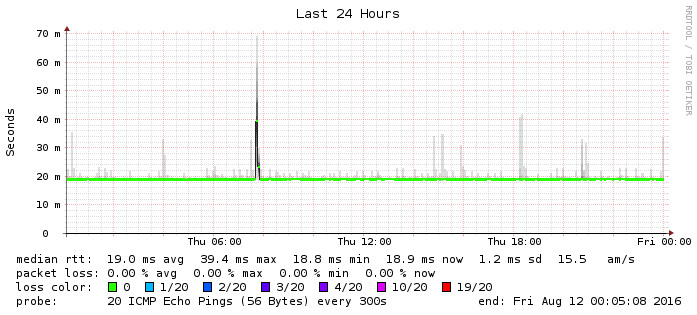 Last 24 Hours
RRDTOOL / TOBI OETIKER
Seconds
70 m
60 m
50 m
40 m
30 m
20 m
10 m
0
Thu 06:00 Thu 12:00 Thu 18:00 Fri 00:00
median rtt: 19.0 ms avg 39.4 ms max 18.8 ms min 18.9 ms now 1.2 ms sd 15.5 am/s
packet loss: 0.00 % avg 0.00 % max 0.00 % min 0.00 % now
loss color: 0 1/20 2/20 3/20 4/20 10/20 19/20
probe: 20 ICMP Echo Pings (56 Bytes) every 300s end: Fri Aug 12 00:05:08 2016